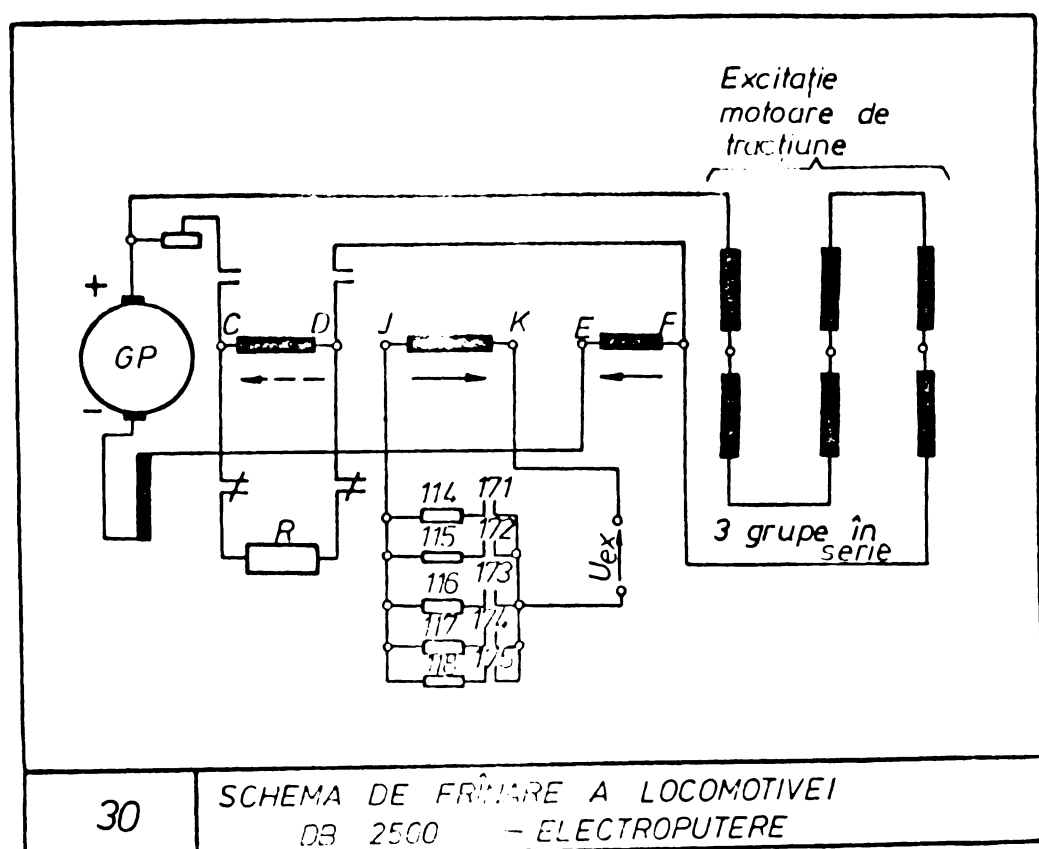 Excitație
motoare de
tracțiune
+
GP
-
C
D
J
K
E
F
R
114
171
115
172
116
173
117
174
118
175
Uex
3 grupe în
serie
30
SCHEMA DE FRÎNARE A LOCOMOTIVEI
DB 2500 - ELECTROPUTERE